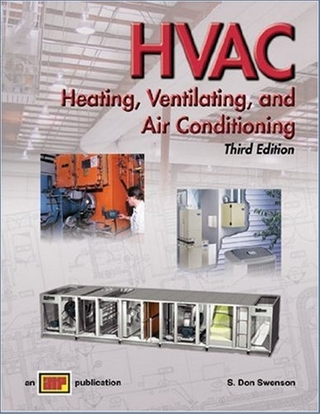 HVAC
Heating, Ventilating, and
Air Conditioning
Third Edition
an atp publication
S. Don Swenson